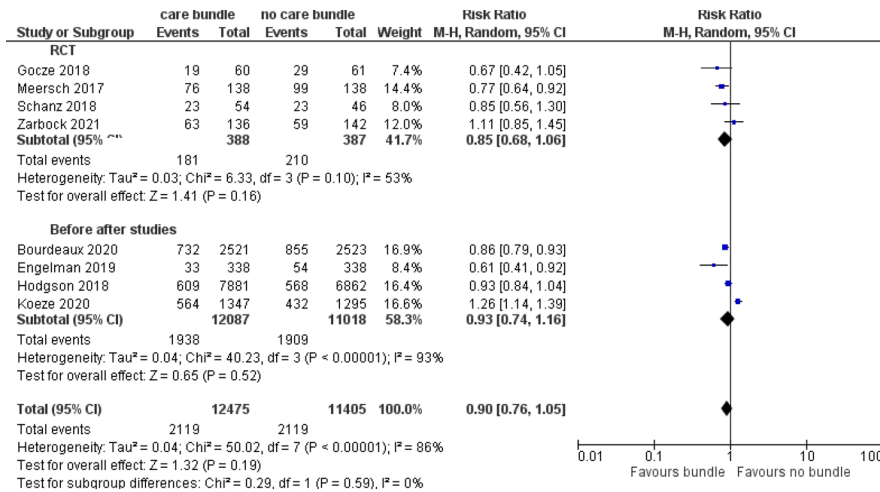 care bundle no care bundle Risk Ratio Risk Ratio
Study or Subgroup Events Total Events Total Weight M-H, Random, 95% CI M-H, Random, 95% CI
RCT
Gocze 2018 19 60 29 61 7.4% 0.67 [0.42, 1.05]
Meersch 2017 76 138 99 138 14.4% 0.77 [0.64, 0.92]
Schanz 2018 23 54 23 46 8.0% 0.85 [0.56, 1.30]
Zarbock 2021 63 136 59 142 12.0% 1.11 [0.85, 1.45]
Subtotal (95% 388 387 41.7% 0.85 [0.68, 1.06]
Total events 181 210
Heterogeneity: Tau² = 0.03; Chi² = 6.33, df = 3 (P = 0.10); I² = 53%
Test for overall effect: Z = 1.41 (P = 0.16)
Before after studies
Bourdeaux 2020 732 2521 855 2523 16.9% 0.86 [0.79, 0.93]
Engelman 2019 33 338 54 338 8.4% 0.61 [0.41, 0.92]
Hodgson 2018 609 7881 568 6862 16.4% 0.93 [0.84, 1.04]
Koeze 2020 564 1347 432 1295 16.6% 1.26 [1.14, 1.39]
Subtotal (95% CI) 12087 11018 58.3% 0.93 [0.74, 1.16]
Total events 1938 1909
Heterogeneity: Tau² = 0.04; Chi² = 40.23, df = 3 (P < 0.00001); I² = 93%
Test for overall effect: Z = 0.65 (P = 0.52)
Total (95% CI) 12475 11405 100.0% 0.90 [0.76, 1.05]
Total events 2119 2119
Heterogeneity: Tau² = 0.04; Chi² = 50.02, df = 7 (P < 0.00001); I² = 86%
Test for overall effect: Z = 1.32 (P = 0.19)
Test for subgroup differences: Chi² = 0.29, df = 1 (P = 0.59), I² = 0%
0.01 0.1 1 10 100
Favours bundle Favours no bundle